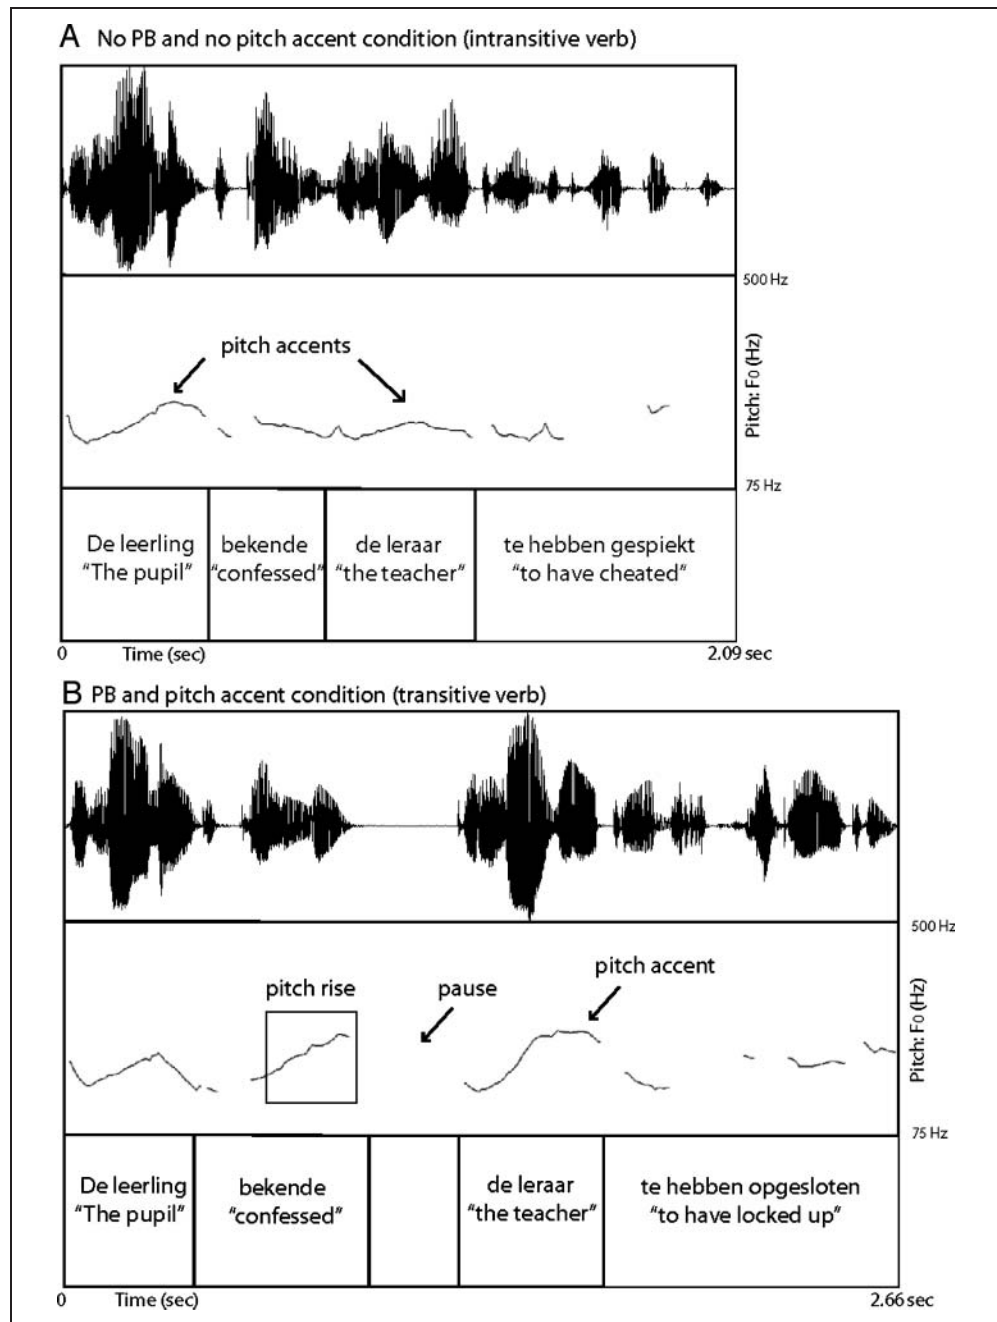 A No PB and no pitch accent condition (intransitive verb)
500 Hz
pitch accents
Pitch: F0 (Hz)
75 Hz
De leerling
"The pupil"
bekende
"confessed"
de leraar
"the teacher"
te hebben gespiekt
"to have cheated"
0
Time (sec)
2.09 sec
B PB and pitch accent condition (transitive verb)
500 Hz
pitch rise
pause
pitch accent
Pitch: F0 (Hz)
75 Hz
De leerling
"The pupil"
bekende
"confessed"
de leraar
"the teacher"
te hebben opgesloten
"to have locked up"
0
Time (sec)
2.66 sec